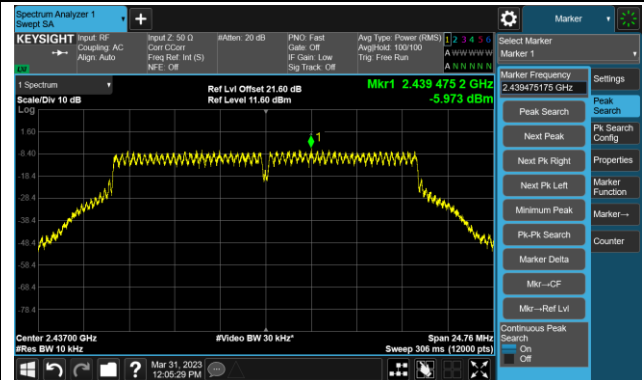 Spectrum Analyzer 1
Swept SA
Marker
KEYSIGHT
Input: RF
Coupling: AC
Align: Auto
Input Z: 50 Ω
Corr CCorr
Freq Ref: Int (S)
NFE: Off
#Atten: 20 dB
PNO: Fast
Gate: Off
IF Gain: Low
Sig Track: Off
Avg Type: Power (RMS)
Avg|Hold: 100/100
Trig: Free Run
1 2 3 4 5 6
A W W W W W
A N N N N N
Select Marker
Marker 1
1 Spectrum
Scale/Div 10 dB
Log
Ref Lvl Offset 21.60 dB
Ref Level 11.60 dBm
Mkr1 2.439 475 2 GHz
-5.973 dBm
1.60
-8.40
-18.4
-28.4
-38.4
-48.4
-58.4
-68.4
-78.4
1
Center 2.43700 GHz
#Res BW 10 kHz
#Video BW 30 kHz*
Span 24.76 MHz
Sweep 306 ms (12000 pts)
Marker Frequency
2.439475175 GHz
Peak Search
Next Peak
Next Pk Right
Next Pk Left
Minimum Peak
Pk-Pk Search
Marker Delta
Mkr→CF
Mkr→Ref Lvl
Continuous Peak
Search
On
Off
Settings
Peak
Search
Pk Search
Config
Properties
Marker
Function
Marker→
Counter
Mar 31, 2023
12:05:29 PM